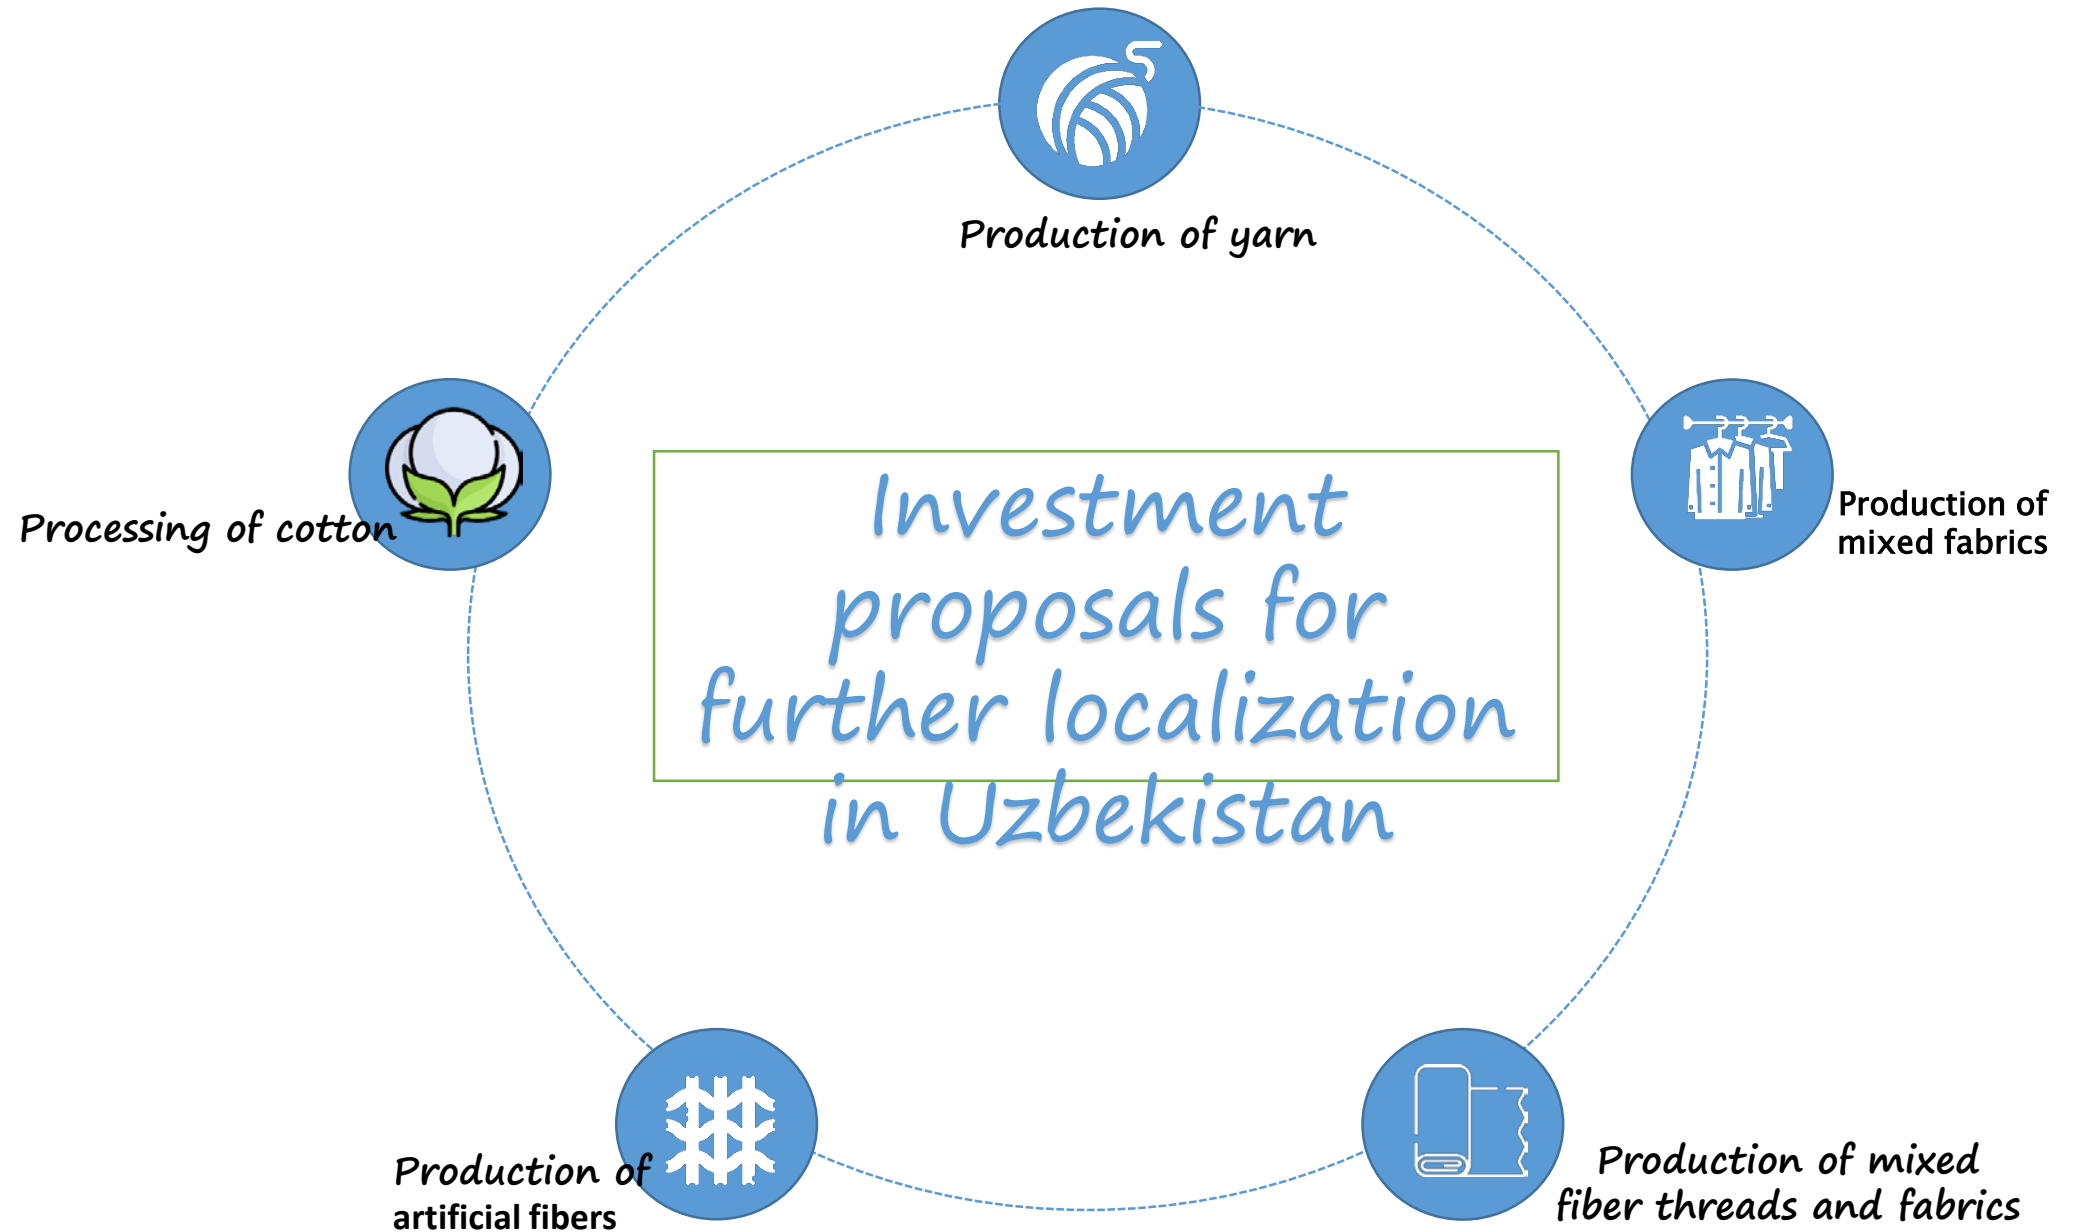 Production of yarn
Processing of cotton
Investment
proposals for
further localization
in Uzbekistan
Production of
mixed fabrics
Production of
artificial fibers
Production of mixed
fiber threads and fabrics